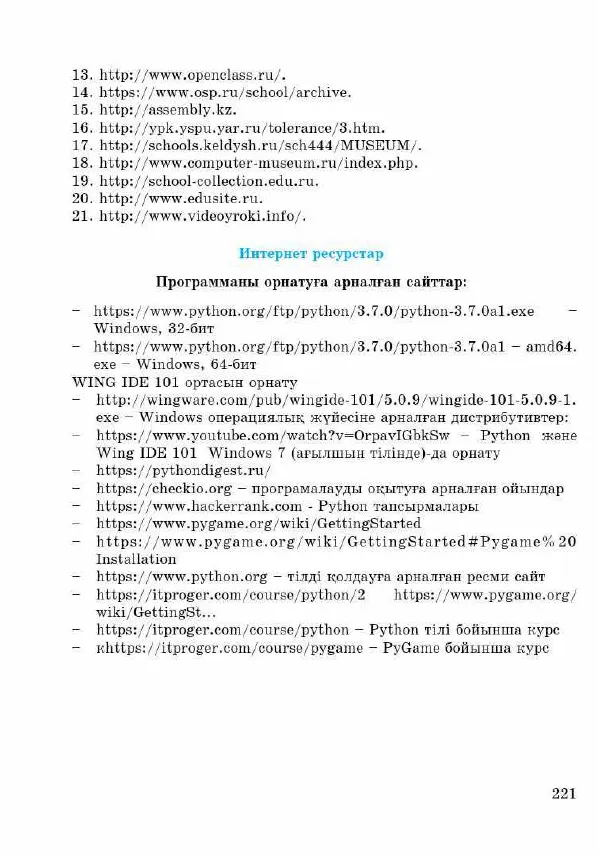 13. http://www.openclass.ru/.
14. https://www.osp.ru/school/archive.
15. http://assembly.kz.
16. http://ypk.yspu.yar.ru/tolerance/3.htm.
17. http://schools.keldysh.ru/sch444/MUSEUM/.
18. http://www.computer-museum.ru/index.php.
19. http://school-collection.edu.ru.
20. http://www.edusite.ru.
21. http://www.videoyroki.info/.
Интернет ресурстар
Программаны орнатуға арналған сайттар:
– https://www.python.org/ftp/python/3.7.0/python-3.7.0a1.exe –
Windows, 32-бит
– https://www.python.org/ftp/python/3.7.0/python-3.7.0a1 – amd64.
exe – Windows, 64-бит
WING IDE 101 ортасын орнату
– http://wingware.com/pub/wingide-101/5.0.9/wingide-101-5.0.9-1.
exe – Windows операциялық жүйесіне арналған дистрибутивтер:
– https://www.youtube.com/watch?v=OrpavIGbkSw – Python және
Wing IDE 101 Windows 7 (ағылшын тілінде)-да орнату
– https://pythondigest.ru/
– https://checkio.org – програмалауды оқытуға арналған ойындар
– https://www.hackerrank.com - Python тапсырмалары
– https://www.pygame.org/wiki/GettingStarted
– https://www.pygame.org/wiki/GettingStarted#Pygame%20
Installation
– https://www.python.org – тілді қолдауға арналған ресми сайт
– https://itproger.com/course/python/2 https://www.pygame.org/
wiki/GettingSt...
– https://itproger.com/course/python – Python тілі бойынша курс
– кhttps://itproger.com/course/pygame – PyGame бойынша курс
221